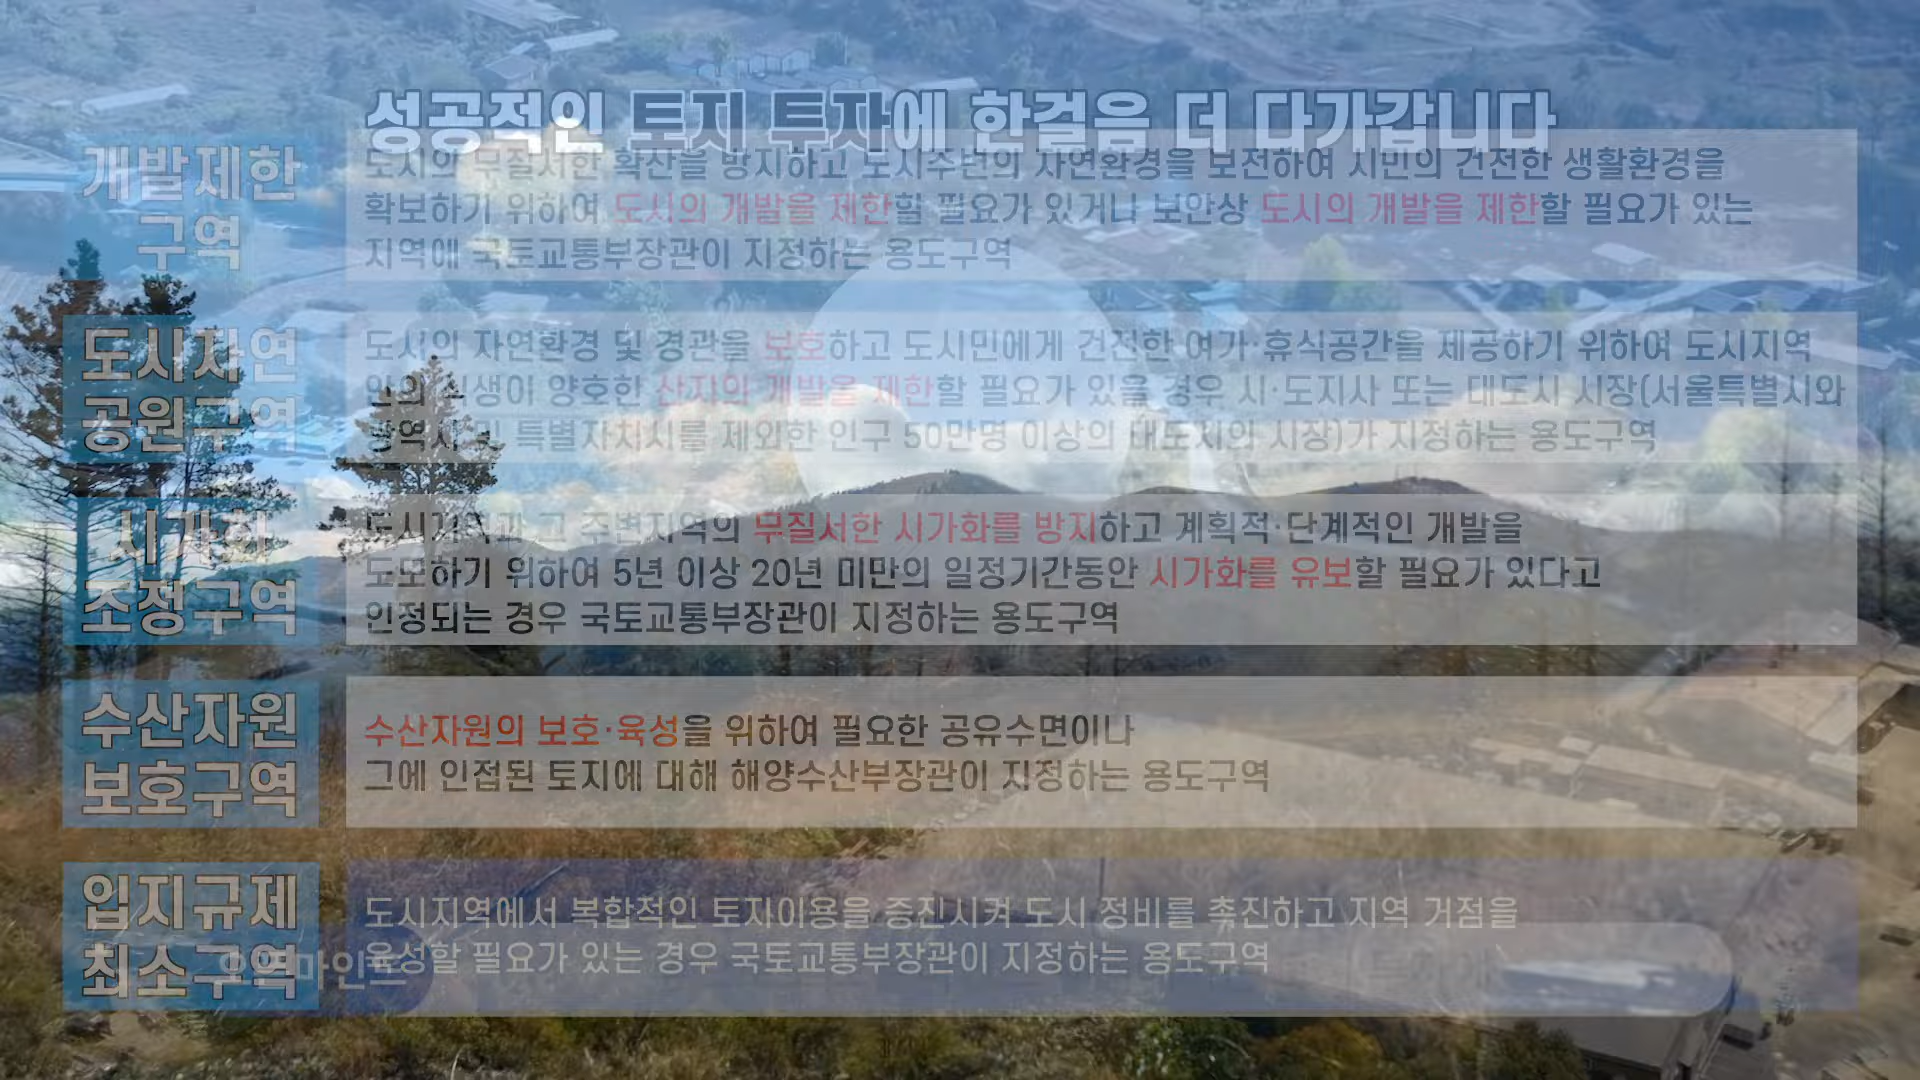 성공적인 토지 투자에 한걸음 더 다가갑니다
개발제한
구역
도시의 무질서한 확산을 방지하고 도시주변의 자연환경을 보전하여 시민의 건전한 생활환경을
확보하기 위하여 도시의 개발을 제한할 필요가 있거나 보안상 도시의 개발을 제한할 필요가 있는
지역애 국토교통부장관이 지정하는 용도구역
도시자연
공원구역
도시의 자연환경 및 경관을 보호하고 도시민에게 건전한 여가·휴식공간을 제공하기 위하여 도시지역
안의 식생이 양호한 산지의 개발을 제한할 필요가 있을 경우 시·도지사 또는 대도시 시장(서울특별시와
광역시 및 특별자치시를 제외한 인구 50만명 이상의 대도시의 시장)가 지정하는 용도구역
시가화
조정구역
도시지역과 그 주변지역의 무질서한 시가화를 방지하고 계획적·단계적인 개발을
도모하기 위하여 5년 이상 20년 미만의 일정기간동안 시가화를 유보할 필요가 있다고
인정되는 경우 국토교통부장관이 지정하는 용도구역
수산자원
보호구역
수산자원의 보호·육성을 위하여 필요한 공유수면이나
그에 인접된 토지에 대해 해양수산부장관이 지정하는 용도구역
입지규제
최소구역
도시지역에서 복합적인 토자이용을 증진시켜 도시 정비를 촉진하고 지역 거점을
육성할 필요가 있는 경우 국토교통부장관이 지정하는 용도구역